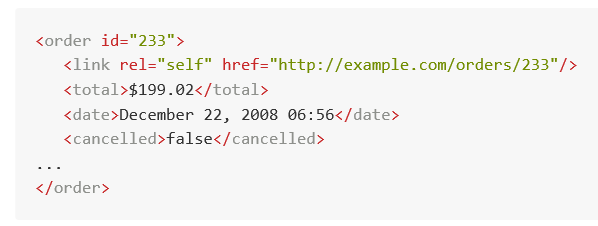 <order id="233">
   <link rel="self" href="http://example.com/orders/233"/>
   <total>$199.02</total>
   <date>December 22, 2008 06:56</date>
   <cancelled>false</cancelled>
...
</order>